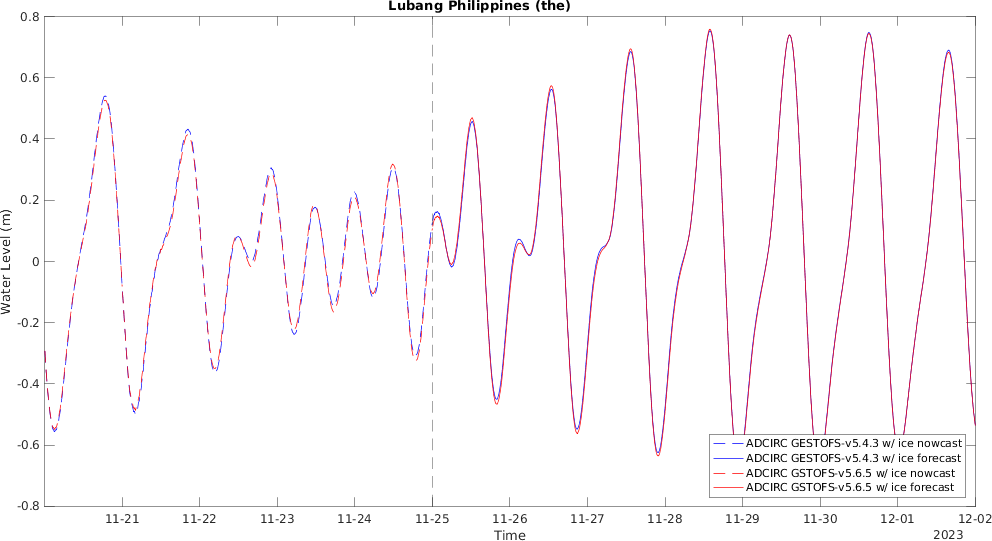 Lubang Philippines (the)
Water Level (m)
0.8
0.6
0.4
0.2
0
-0.2
-0.4
-0.6
-0.8
ADCIRC GESTOFS-v5.4.3 w/ ice nowcast
ADCIRC GESTOFS-v5.4.3 w/ ice forecast
ADCIRC GSTOFS-v5.6.5 w/ ice nowcast
ADCIRC GSTOFS-v5.6.5 w/ ice forecast
11-21 11-22 11-23 11-24 11-25 11-26 11-27 11-28 11-29 11-30 12-01 12-02
Time
2023